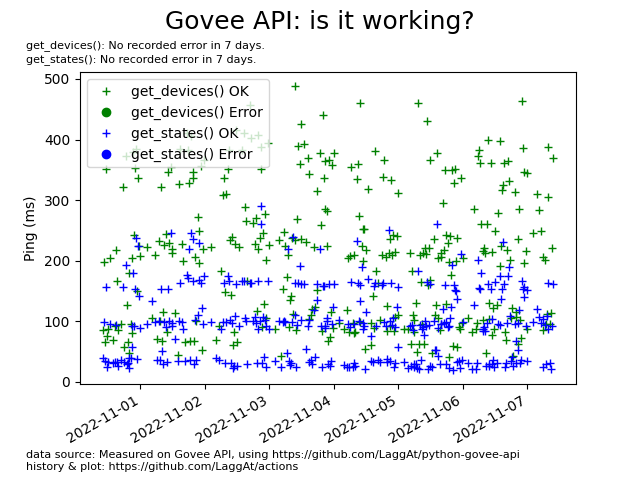 Govee API: is it working?
get_devices(): No recorded error in 7 days.
get_states(): No recorded error in 7 days.
get_devices() OK
get_devices() Error
get_states() OK
get_states() Error
500
400
300
200
100
0
Ping (ms)
2022-11-01
2022-11-02
2022-11-03
2022-11-04
2022-11-05
2022-11-06
2022-11-07
data source: Measured on Govee API, using https://github.com/LaggAt/python-govee-api
history & plot: https://github.com/LaggAt/actions